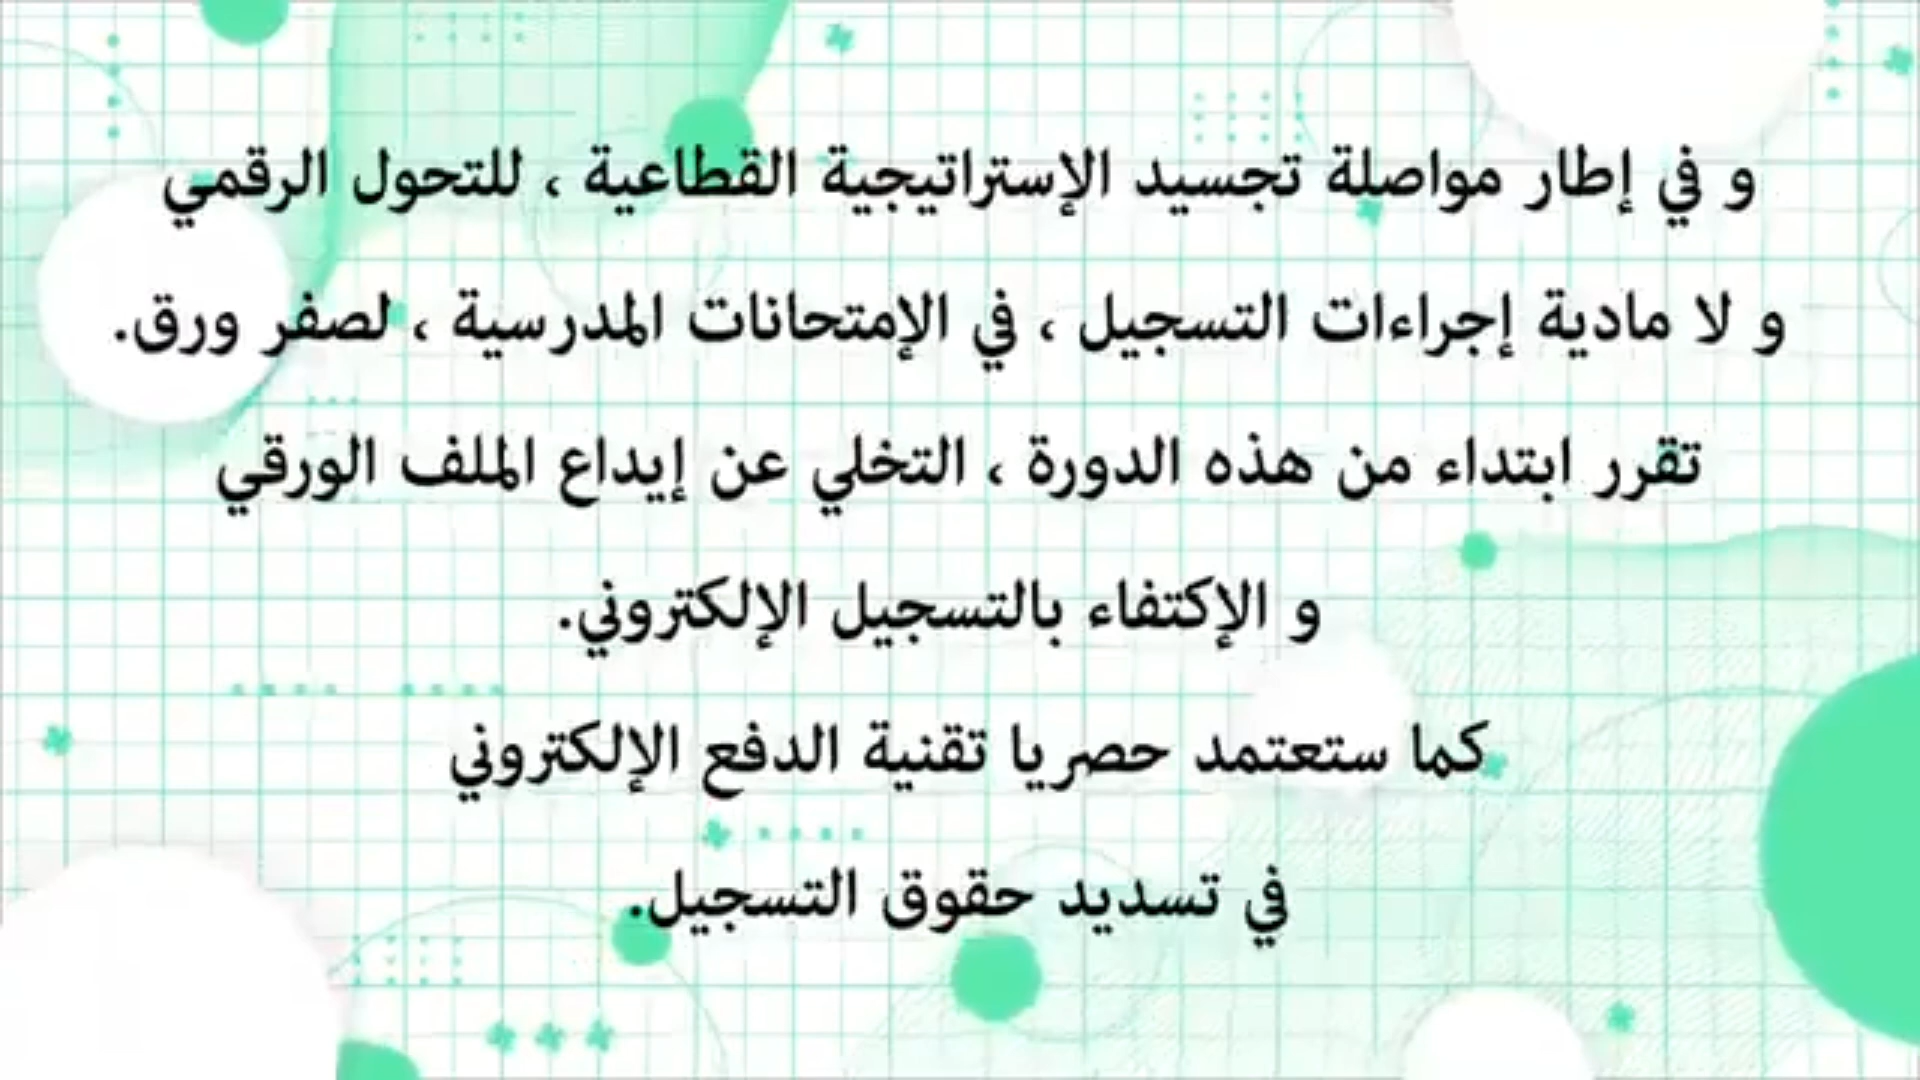 و في إطار مواصلة تجسيد الإستراتيجية القطاعية ، للتحول الرقمي
و لا مادية إجراءات التسجيل ، في الإمتحانات المدرسية ، لصفر ورق.
تقرر ابتداء من هذه الدورة ، التخلي عن إيداع الملف الورقي
و الإكتفاء بالتسجيل الإلكتروني.
كما ستعتمد حصريا تقنية الدفع الإلكتروني
في تسديد حقوق التسجيل.